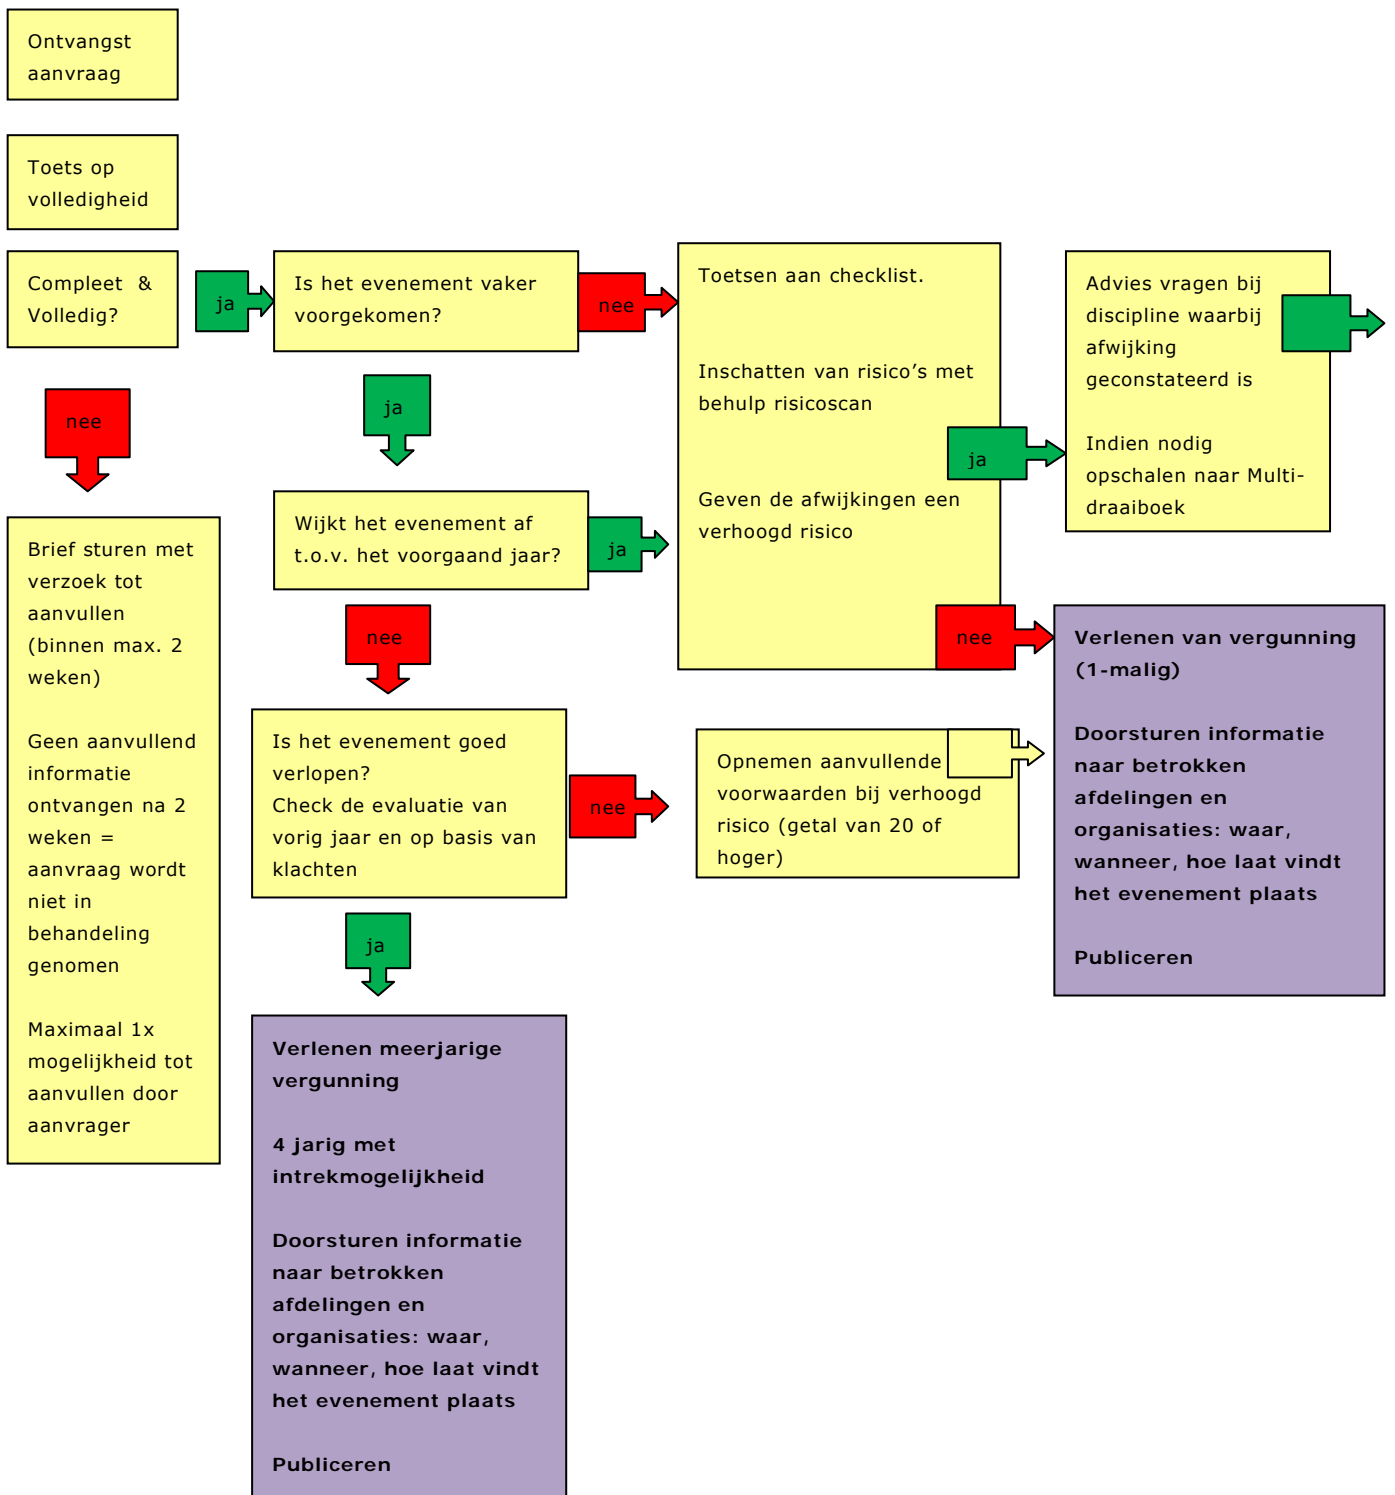 Ontvangst
aanvraag
Toets op
volledigheid
Compleet &
Volledig?
ja
Is het evenement vaker
voorgekomen?
nee
Toetsen aan checklist.
Inschatten van risico's met
behulp risicoscan
Geven de afwijkingen een
verhoogd risico
ja
Advies vragen bij
discipline waarbij
afwijking
geconstateerd is
Indien nodig
opschalen naar Multi-
draaiboek
nee
ja
Wijkt het evenement af
t.o.v. het voorgaand jaar?
ja
nee
Brief sturen met
verzoek tot
aanvullen
(binnen max. 2
weken)
Geen aanvullend
informatie
ontvangen na 2
weken =
aanvraag wordt
niet in
behandeling
genomen
Maximaal 1x
mogelijkheid tot
aanvullen door
aanvrager
nee
Is het evenement goed
verlopen?
Check de evaluatie van
vorig jaar en op basis van
klachten
nee
Opnemen aanvullende
voorwaarden bij verhoogd
risico (getal van 20 of
hoger)
Verlenen van vergunning
(1-malig)
Doorsturen informatie
naar betrokken
afdelingen en
organisaties: waar,
wanneer, hoe laat vindt
het evenement plaats
Publiceren
ja
Verlenen meerjarige
vergunning
4 jarig met
intrekmogelijkheid
Doorsturen informatie
naar betrokken
afdelingen en
organisaties: waar,
wanneer, hoe laat vindt
het evenement plaats
Publiceren